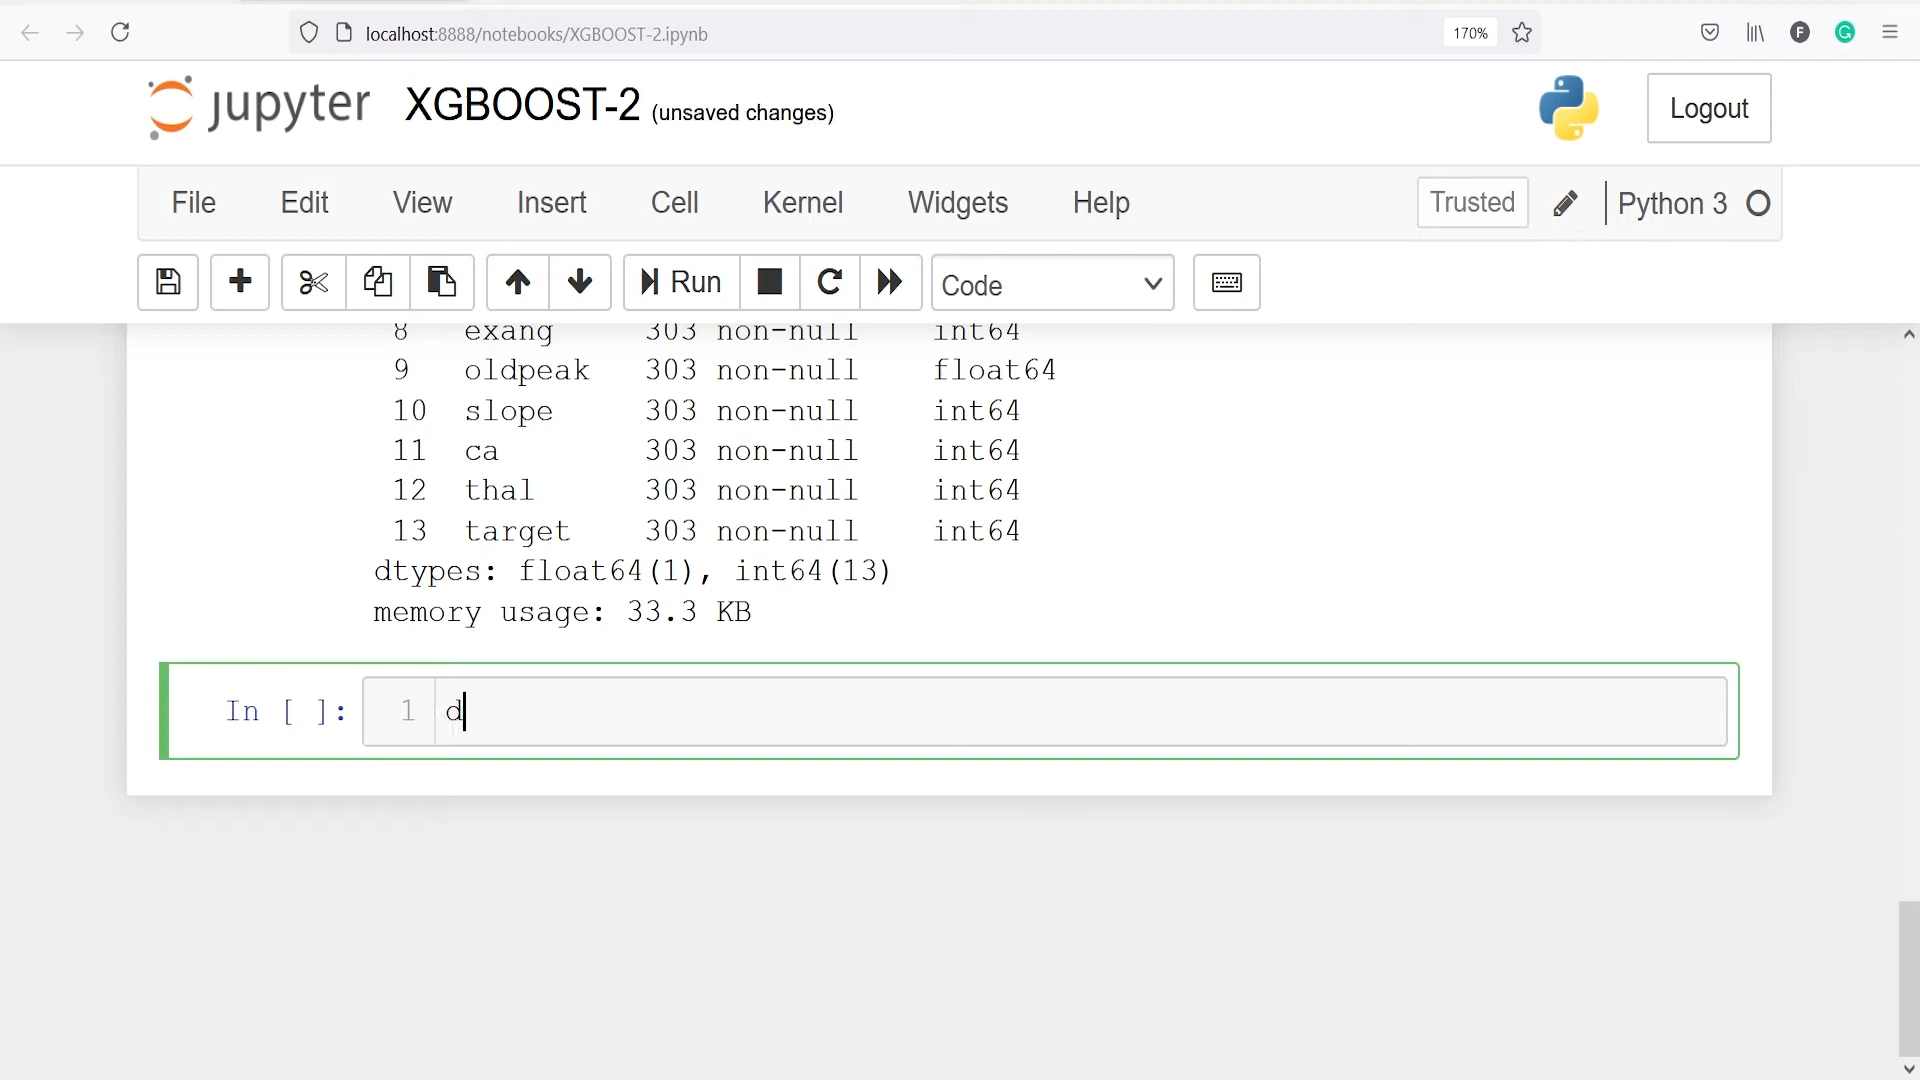 localhost:8888/notebooks/XGBOOST-2.ipynb
170%
F
G
jupyter XGBOOST-2 (unsaved changes)
Logout
File Edit View Insert Cell Kernel Widgets Help
Trusted
Python 3
Run
Code
8 exang 303 non-null int64
9 oldpeak 303 non-null float64
10 slope 303 non-null int64
11 ca 303 non-null int64
12 thal 303 non-null int64
13 target 303 non-null int64
dtypes: float64(1), int64(13)
memory usage: 33.3 KB
In [ ]: 1 d